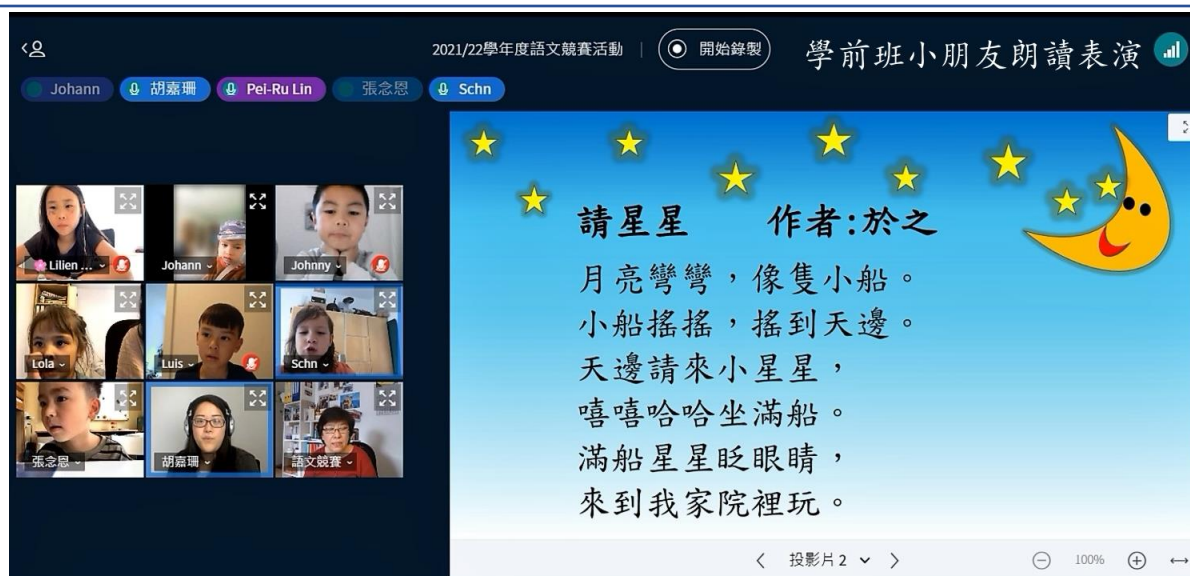 2021/22學年度語文競賽活動 | 開始錄製
學前班小朋友朗讀表演
Johann 胡嘉珊 Pei-Ru Lin 張念恩 Schn
Lilien ... Johann Johnny
Lola Luis Schn
張念恩 胡嘉珊 語文競賽
請星星 作者:於之
月亮彎彎，像隻小船。
小船搖搖，搖到天邊。
天邊請來小星星，
嘻嘻哈哈坐滿船。
滿船星星眨眼睛，
來到我家院裡玩。
投影片 2
100%